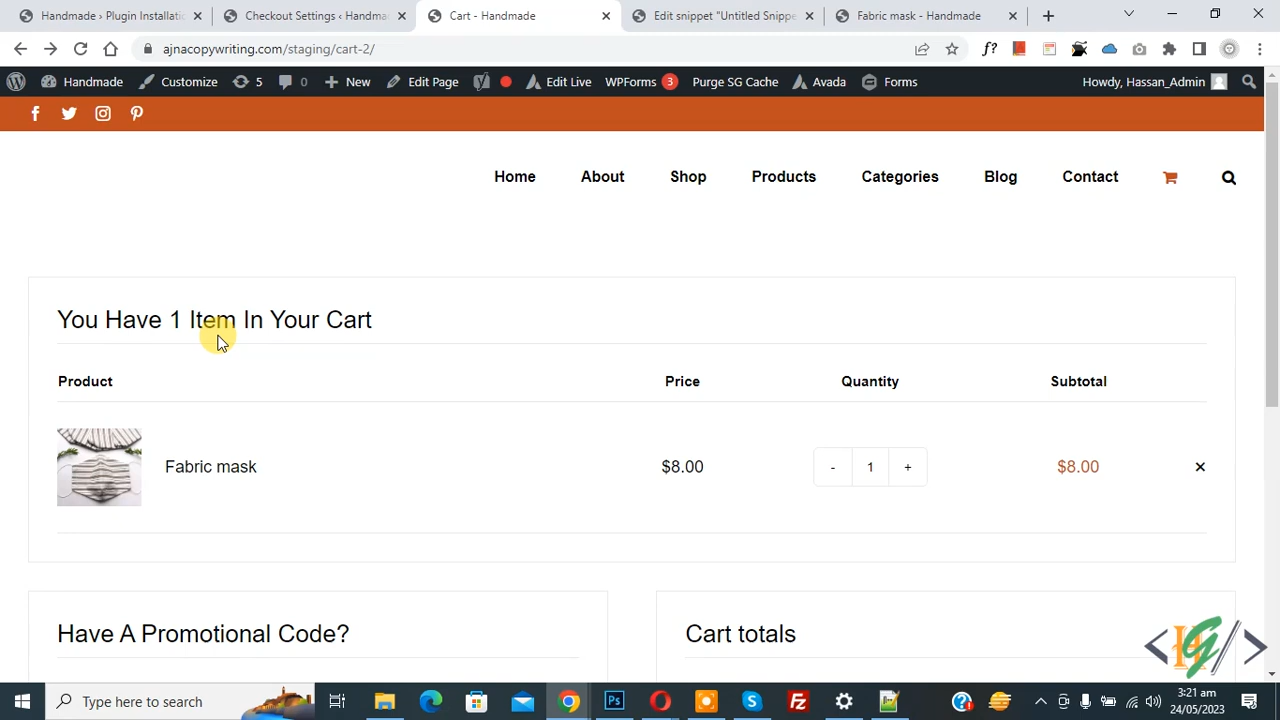 Handmade › Plugin Installatio
Checkout Settings ‹ Handma
Cart - Handmade
Edit snippet "Untitled Snippe
Fabric mask - Handmade
ajnacopywriting.com/staging/cart-2/
f?
Handmade
Customize
5
0
New
Edit Page
Edit Live
WPForms 3
Purge SG Cache
Avada
Forms
Howdy, Hassan_Admin
Home
About
Shop
Products
Categories
Blog
Contact
You Have 1 Item In Your Cart
Product
Price
Quantity
Subtotal
Fabric mask
$8.00
- 1 +
$8.00
Have A Promotional Code?
Cart totals
Type here to search
3:21 am
24/05/2023